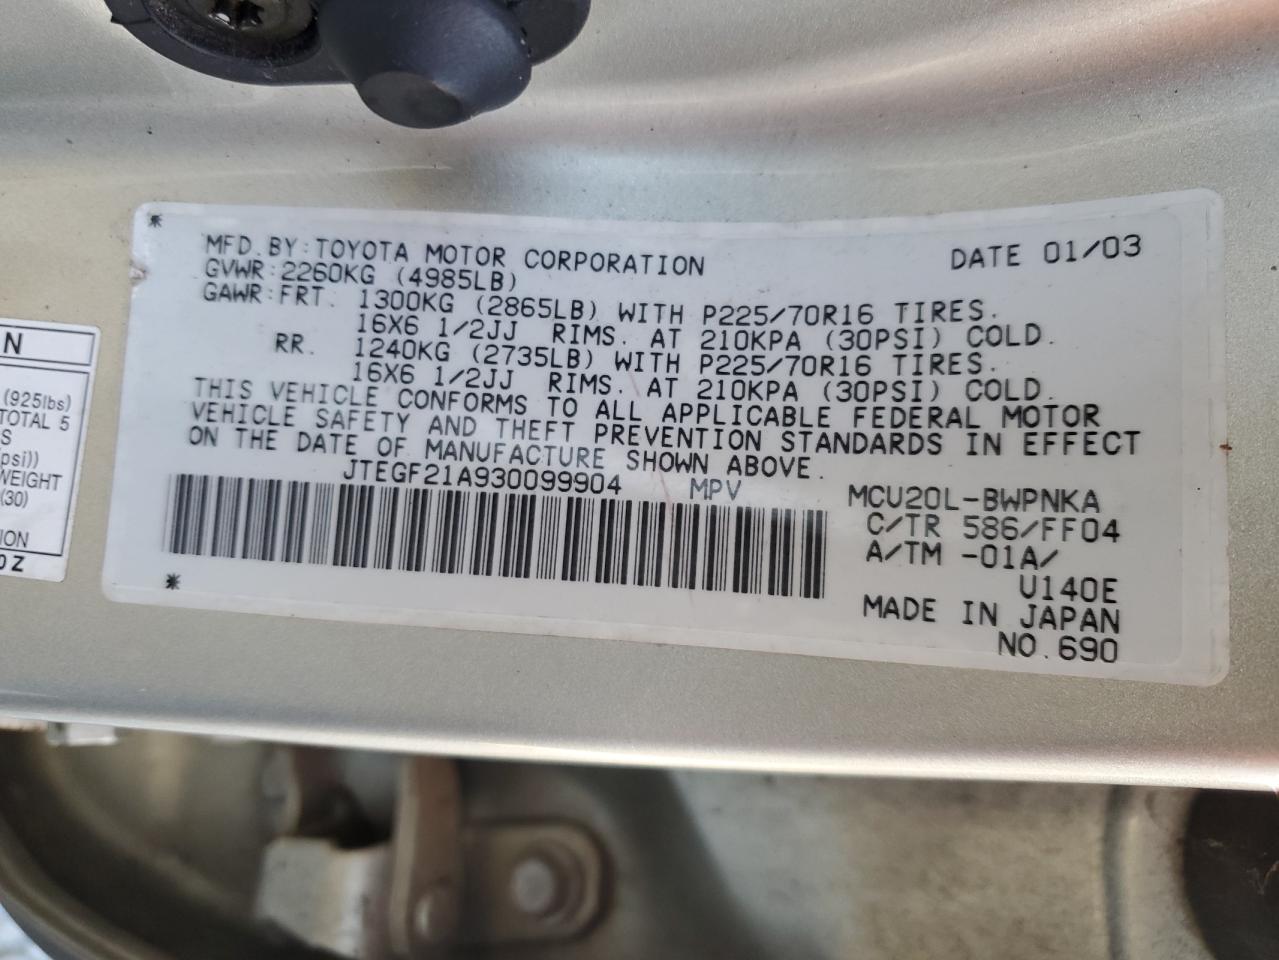 MFD. BY: TOYOTA MOTOR CORPORATION DATE 01/03
GVWR: 2260KG (4985LB)
GAWR: FRT. 1300KG (2865LB) WITH P225/70R16 TIRES.
16X6 1/2JJ RIMS. AT 210KPA (30PSI) COLD.
RR. 1240KG (2735LB) WITH P225/70R16 TIRES.
16X6 1/2JJ RIMS. AT 210KPA (30PSI) COLD.
THIS VEHICLE CONFORMS TO ALL APPLICABLE FEDERAL MOTOR
VEHICLE SAFETY AND THEFT PREVENTION STANDARDS IN EFFECT
ON THE DATE OF MANUFACTURE SHOWN ABOVE.
JTEGF21A930099904 MPV
MCU20L-BWPNKA
C/TR 586/FF04
A/TM -01A/
U140E
MADE IN JAPAN
NO.690
N
(925lbs)
TOTAL 5
S
psi))
WEIGHT
(30)
ION
0Z